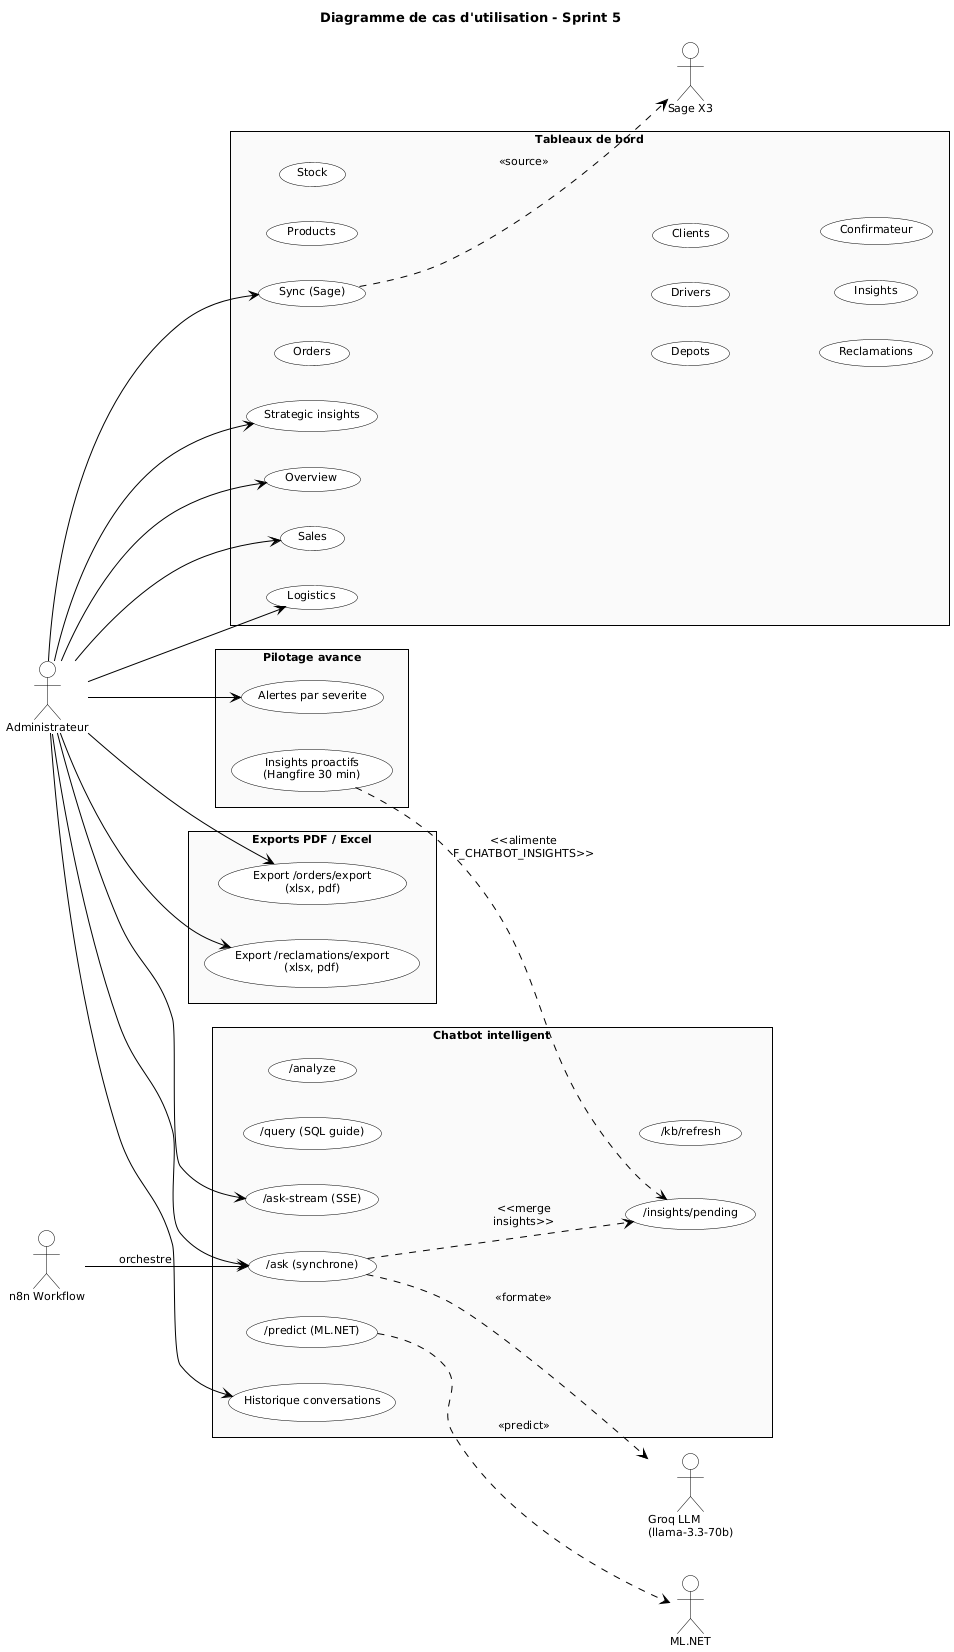 Diagramme de cas d'utilisation - Sprint 5
Sage X3
Tableaux de bord
«source»
Stock
Products
Clients
Confirmateur
Sync (Sage)
Drivers
Insights
Orders
Depots
Reclamations
Strategic insights
Overview
Sales
Logistics
Administrateur
Pilotage avance
Alertes par severite
Insights proactifs
(Hangfire 30 min)
<<alimente
F_CHATBOT_INSIGHTS>>
Exports PDF / Excel
Export /orders/export
(xlsx, pdf)
Export /reclamations/export
(xlsx, pdf)
Chatbot intelligent
/analyze
/query (SQL guide)
/kb/refresh
/ask-stream (SSE)
/insights/pending
<<merge
insights>>
n8n Workflow
orchestre
/ask (synchrone)
«formate»
/predict (ML.NET)
Historique conversations
«predict»
Groq LLM
(llama-3.3-70b)
ML.NET